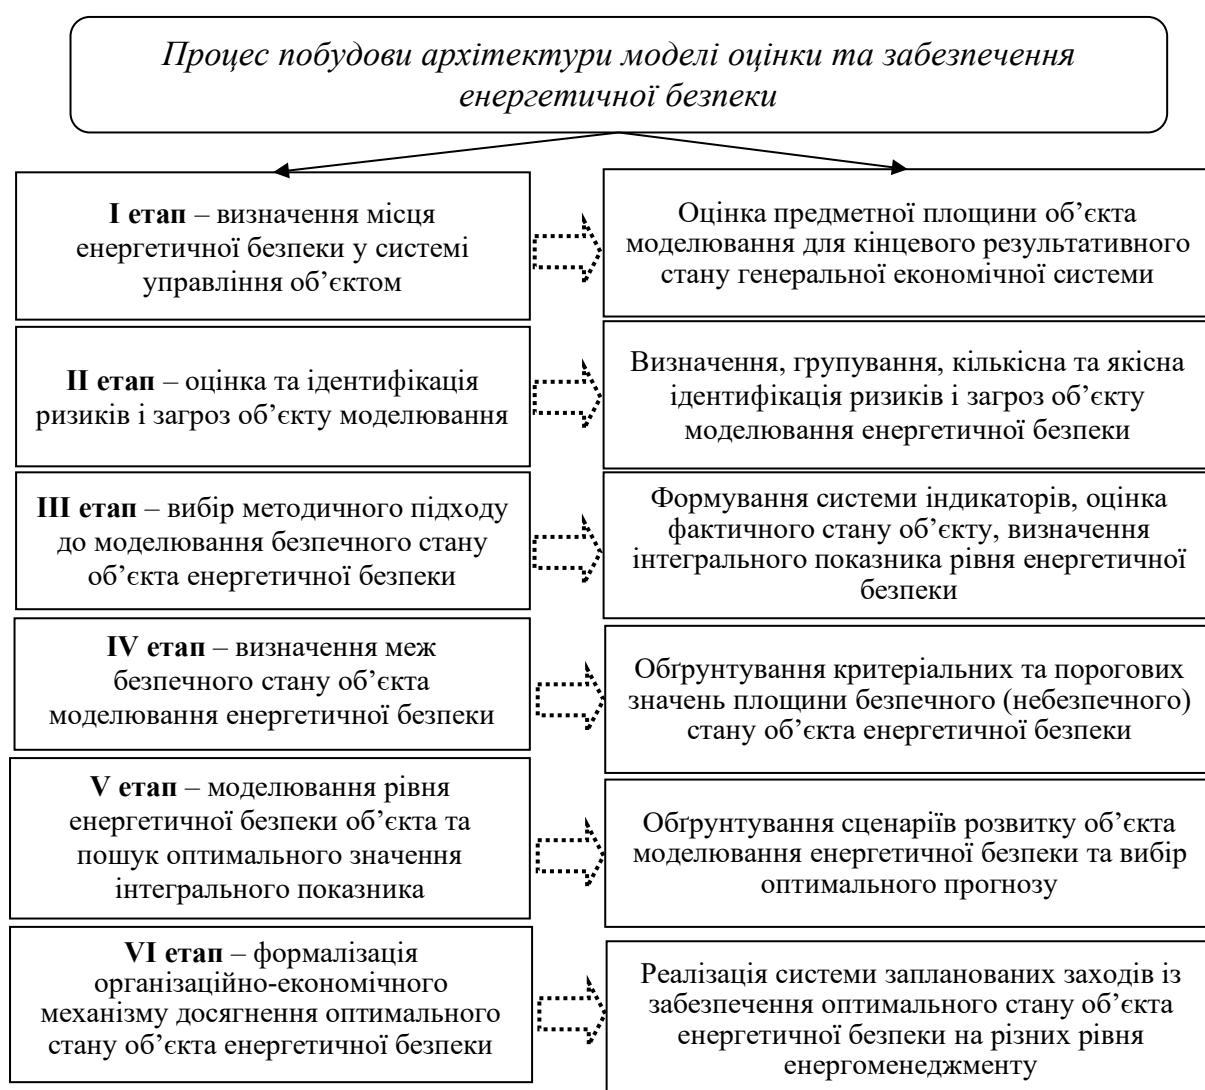 Процес побудови архітектури моделі оцінки та забезпечення
енергетичної безпеки
І етап – визначення місця
енергетичної безпеки у системі
управління об’єктом
Оцінка предметної площини об’єкта
моделювання для кінцевого результативного
стану генеральної економічної системи
ІІ етап – оцінка та ідентифікація
ризиків і загроз об’єкту моделювання
Визначення, групування, кількісна та якісна
ідентифікація ризиків і загроз об’єкту
моделювання енергетичної безпеки
ІІІ етап – вибір методичного підходу
до моделювання безпечного стану
об’єкта енергетичної безпеки
Формування системи індикаторів, оцінка
фактичного стану об’єкту, визначення
інтегрального показника рівня енергетичної
безпеки
IV етап – визначення меж
безпечного стану об’єкта
моделювання енергетичної безпеки
Обґрунтування критеріальних та порогових
значень площини безпечного (небезпечного)
стану об’єкта енергетичної безпеки
V етап – моделювання рівня
енергетичної безпеки об’єкта та
пошук оптимального значення
інтегрального показника
Обґрунтування сценаріїв розвитку об’єкта
моделювання енергетичної безпеки та вибір
оптимального прогнозу
VI етап – формалізація
організаційно-економічного
механізму досягнення оптимального
стану об’єкта енергетичної безпеки
Реалізація системи запланованих заходів із
забезпечення оптимального стану об’єкта
енергетичної безпеки на різних рівня
енергоменеджменту